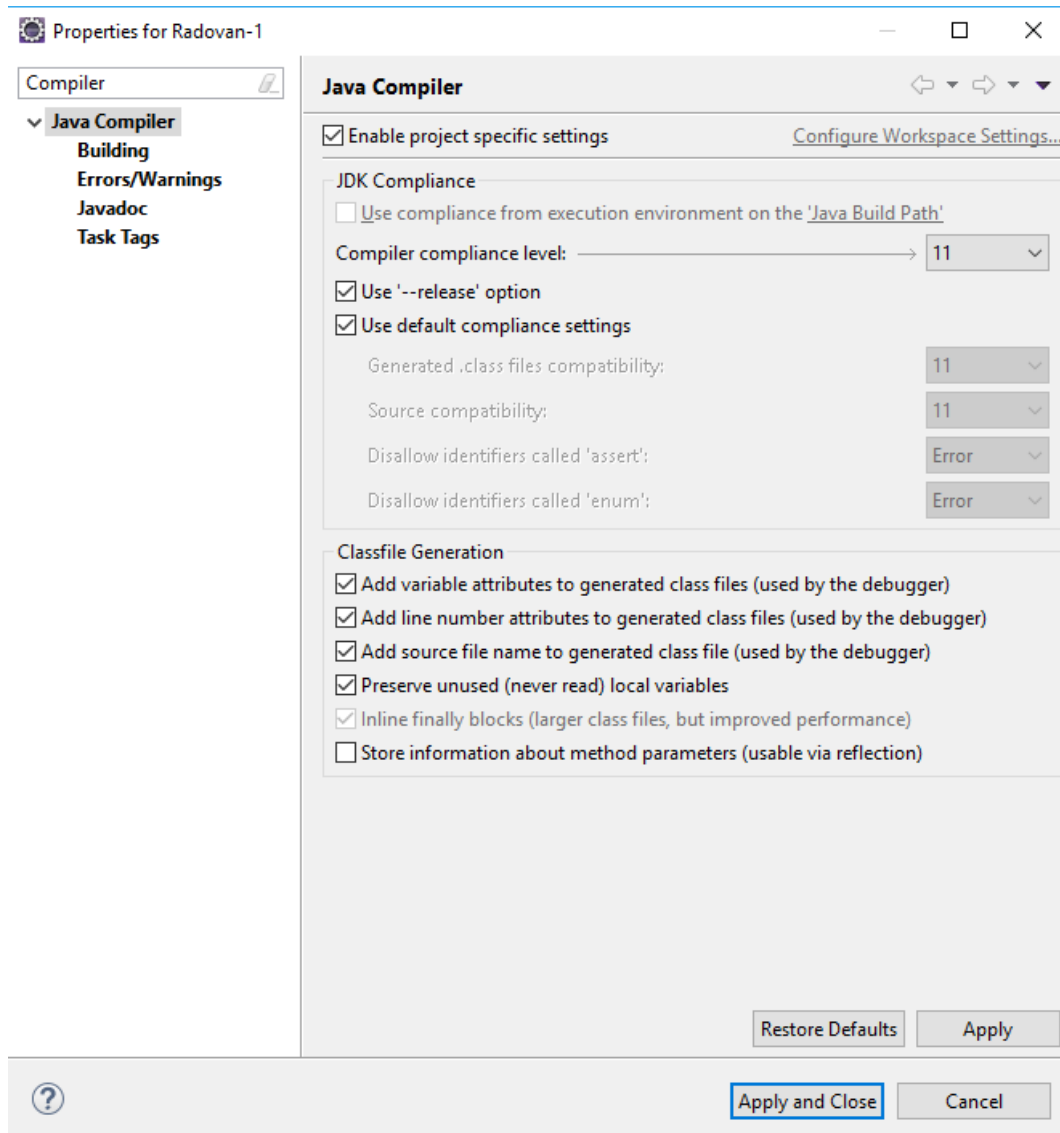 Properties for Radovan-1
Compiler
Java Compiler
Building
Errors/Warnings
Javadoc
Task Tags
Java Compiler
Enable project specific settings
Configure Workspace Settings...
JDK Compliance
Use compliance from execution environment on the 'Java Build Path'
Compiler compliance level: 11
Use '--release' option
Use default compliance settings
Generated .class files compatibility: 11
Source compatibility: 11
Disallow identifiers called 'assert': Error
Disallow identifiers called 'enum': Error
Classfile Generation
Add variable attributes to generated class files (used by the debugger)
Add line number attributes to generated class files (used by the debugger)
Add source file name to generated class file (used by the debugger)
Preserve unused (never read) local variables
Inline finally blocks (larger class files, but improved performance)
Store information about method parameters (usable via reflection)
Restore Defaults Apply
? Apply and Close Cancel